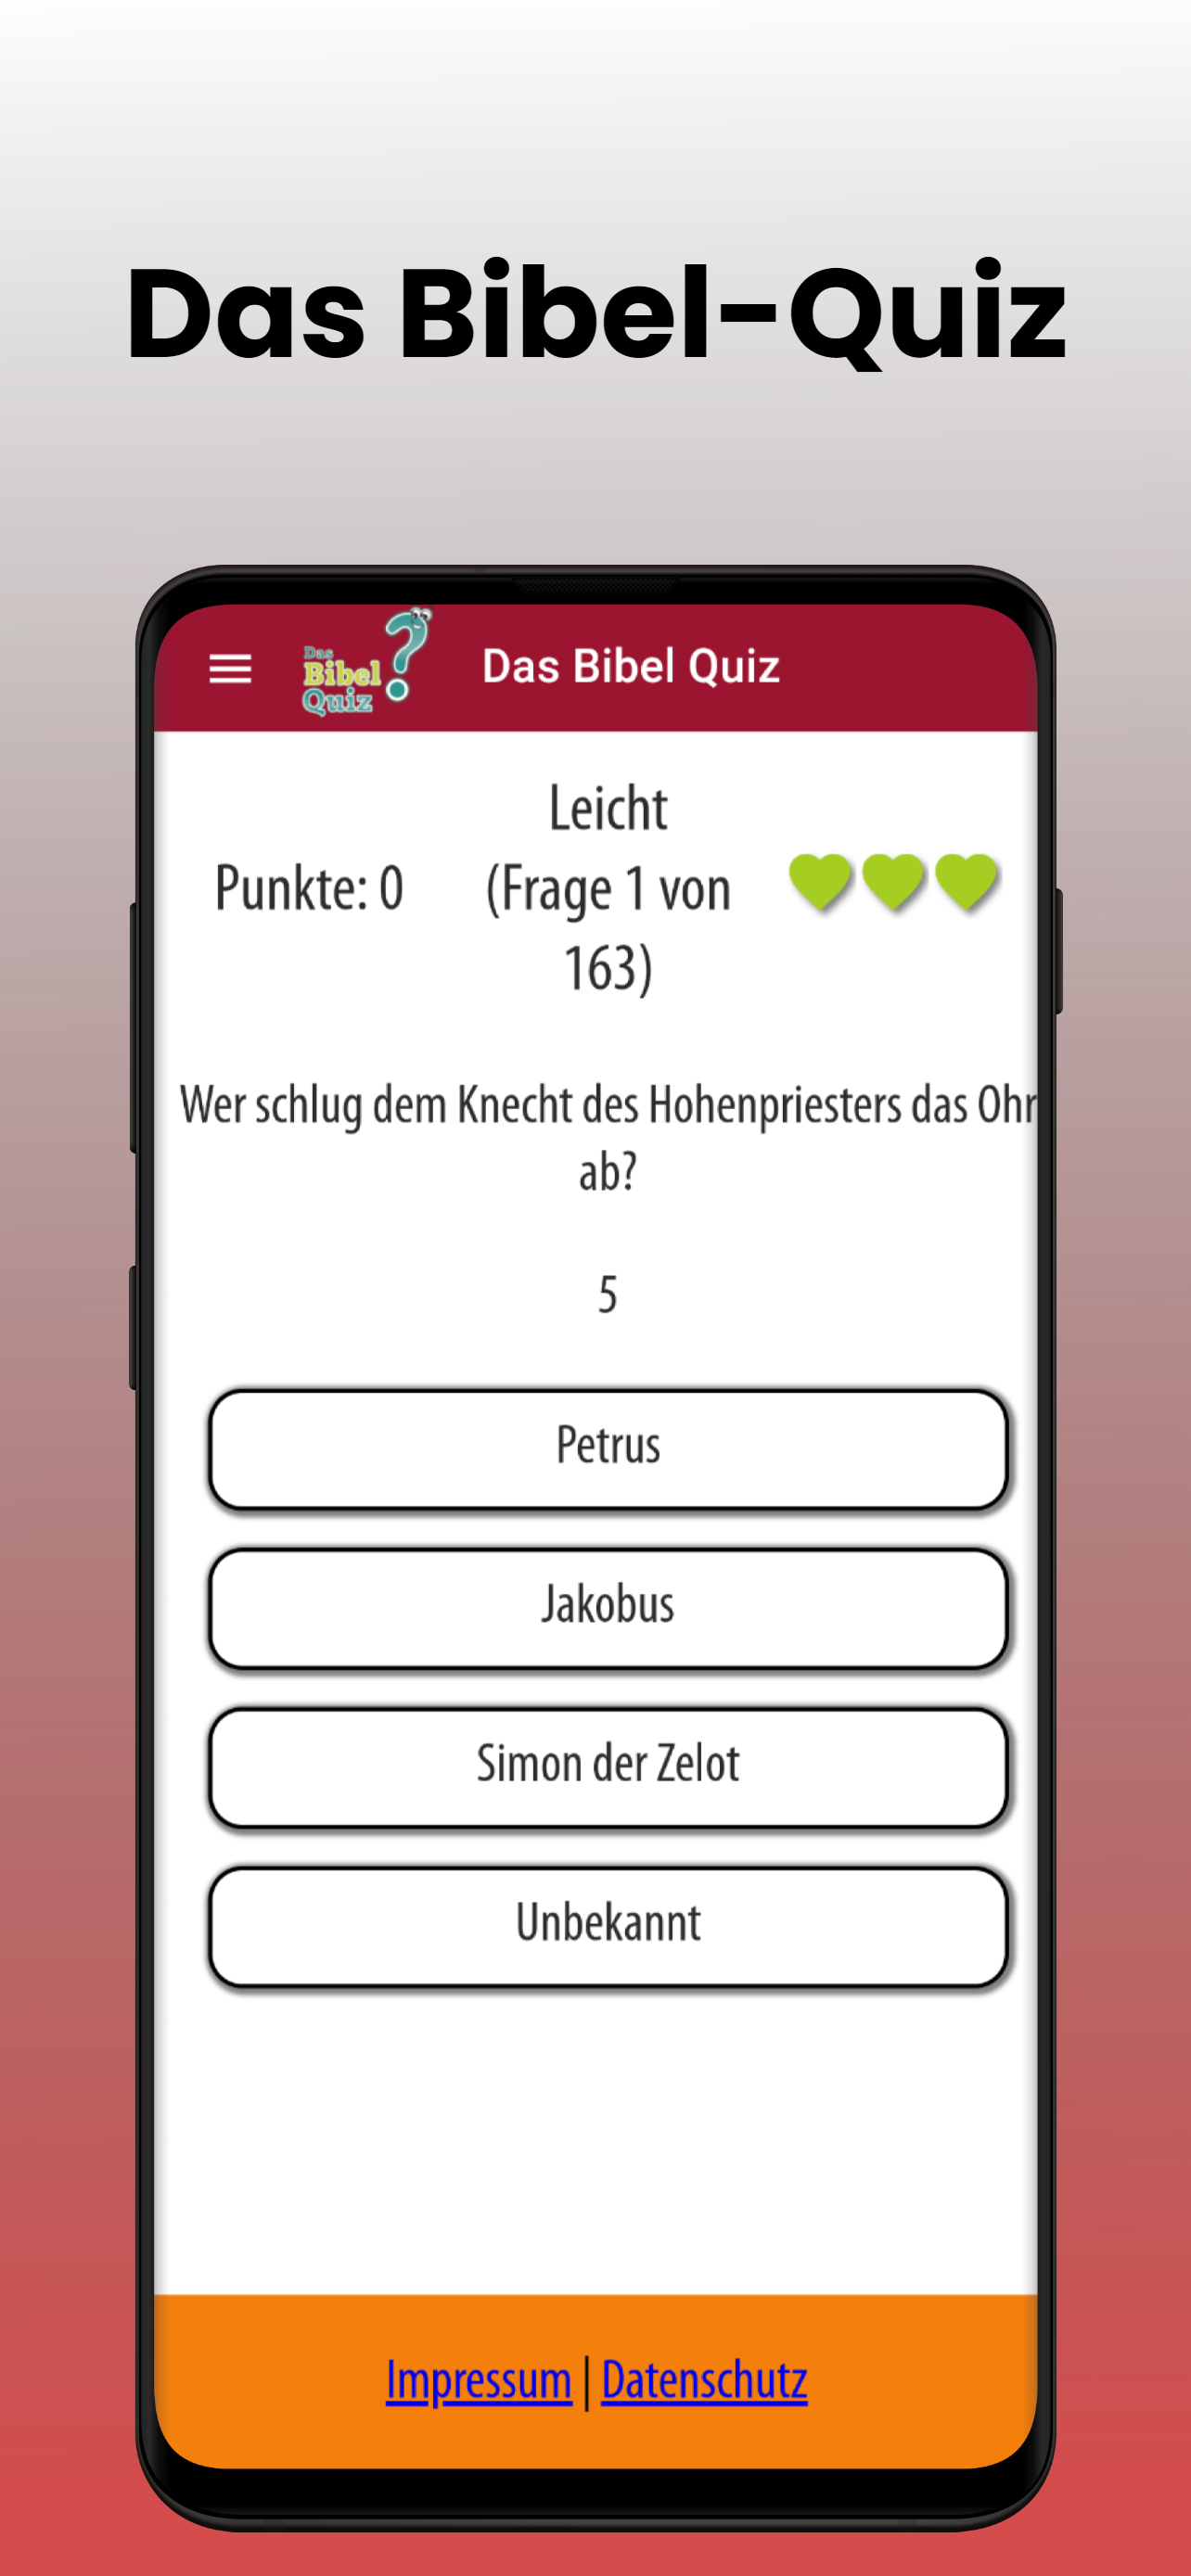 Das Bibel-Quiz
Das
Bibel
Quiz
?
Das Bibel Quiz
Leicht
Punkte: 0
(Frage 1 von
163)
Wer schlug dem Knecht des Hohenpriesters das Ohr
ab?
5
Petrus
Jakobus
Simon der Zelot
Unbekannt
Impressum | Datenschutz